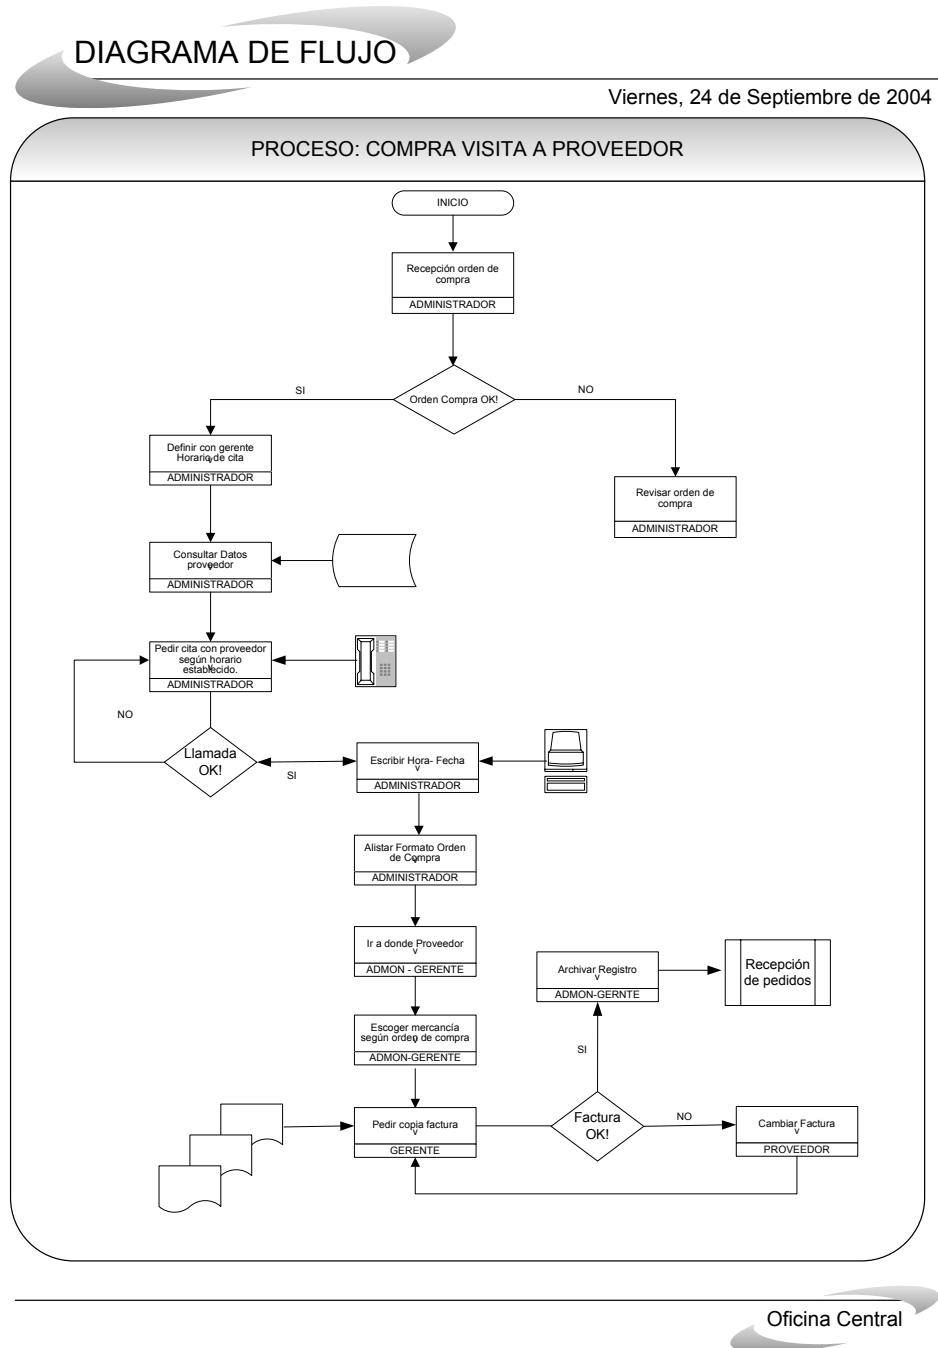 DIAGRAMA DE FLUJO
Viernes, 24 de Septiembre de 2004
PROCESO: COMPRA VISITA A PROVEEDOR
INICIO
Recepción orden de
compra
ADMINISTRADOR
Orden Compra OK!
SI
NO
Definir con gerente
Horario de cita
v
ADMINISTRADOR
Revisar orden de
compra
ADMINISTRADOR
Consultar Datos
proveedor
v
ADMINISTRADOR
Pedir cita con proveedor
según horario
establecido.
v
ADMINISTRADOR
NO
Llamada
OK!
SI
Escribir Hora- Fecha
v
ADMINISTRADOR
Alistar Formato Orden
de Compra
v
ADMINISTRADOR
Ir a donde Proveedor
v
ADMON - GERENTE
Archivar Registro
v
ADMON-GERNTE
Recepción
de pedidos
Escoger mercancía
según orden de compra
v
ADMON-GERENTE
SI
Pedir copia factura
v
GERENTE
Factura
OK!
NO
Cambiar Factura
v
PROVEEDOR
Oficina Central